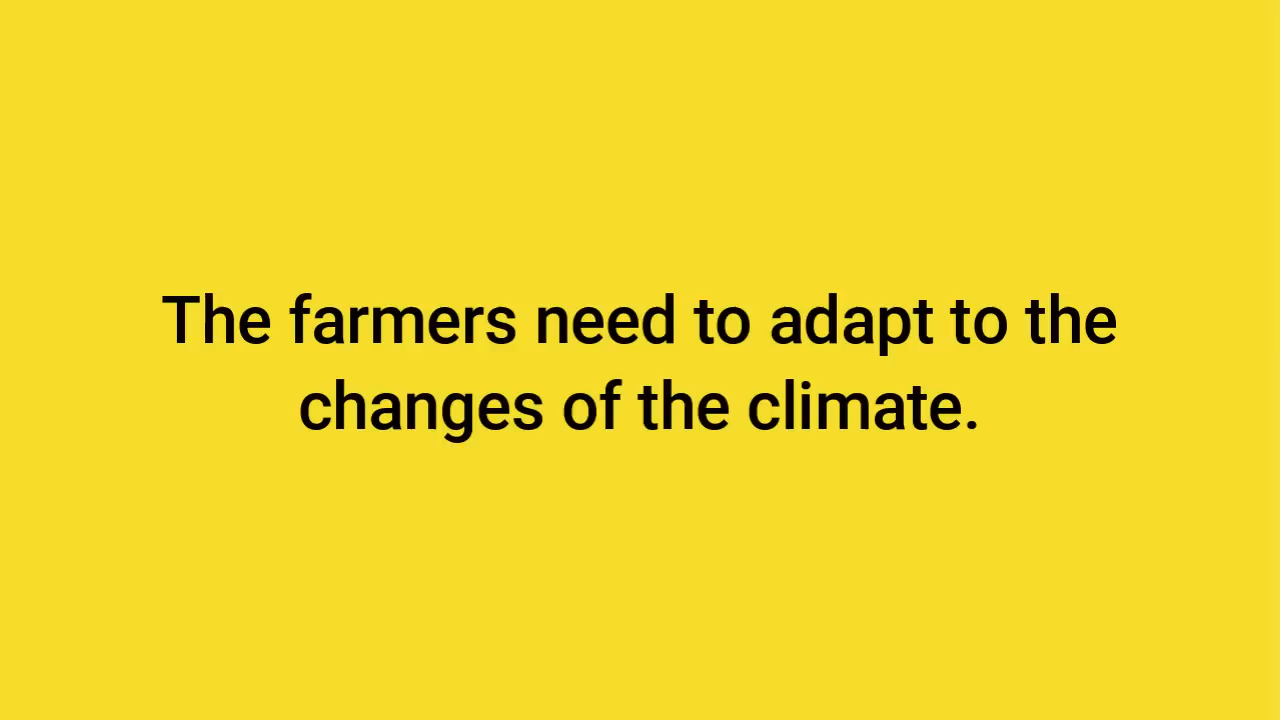 The farmers need to adapt to the
changes of the climate.